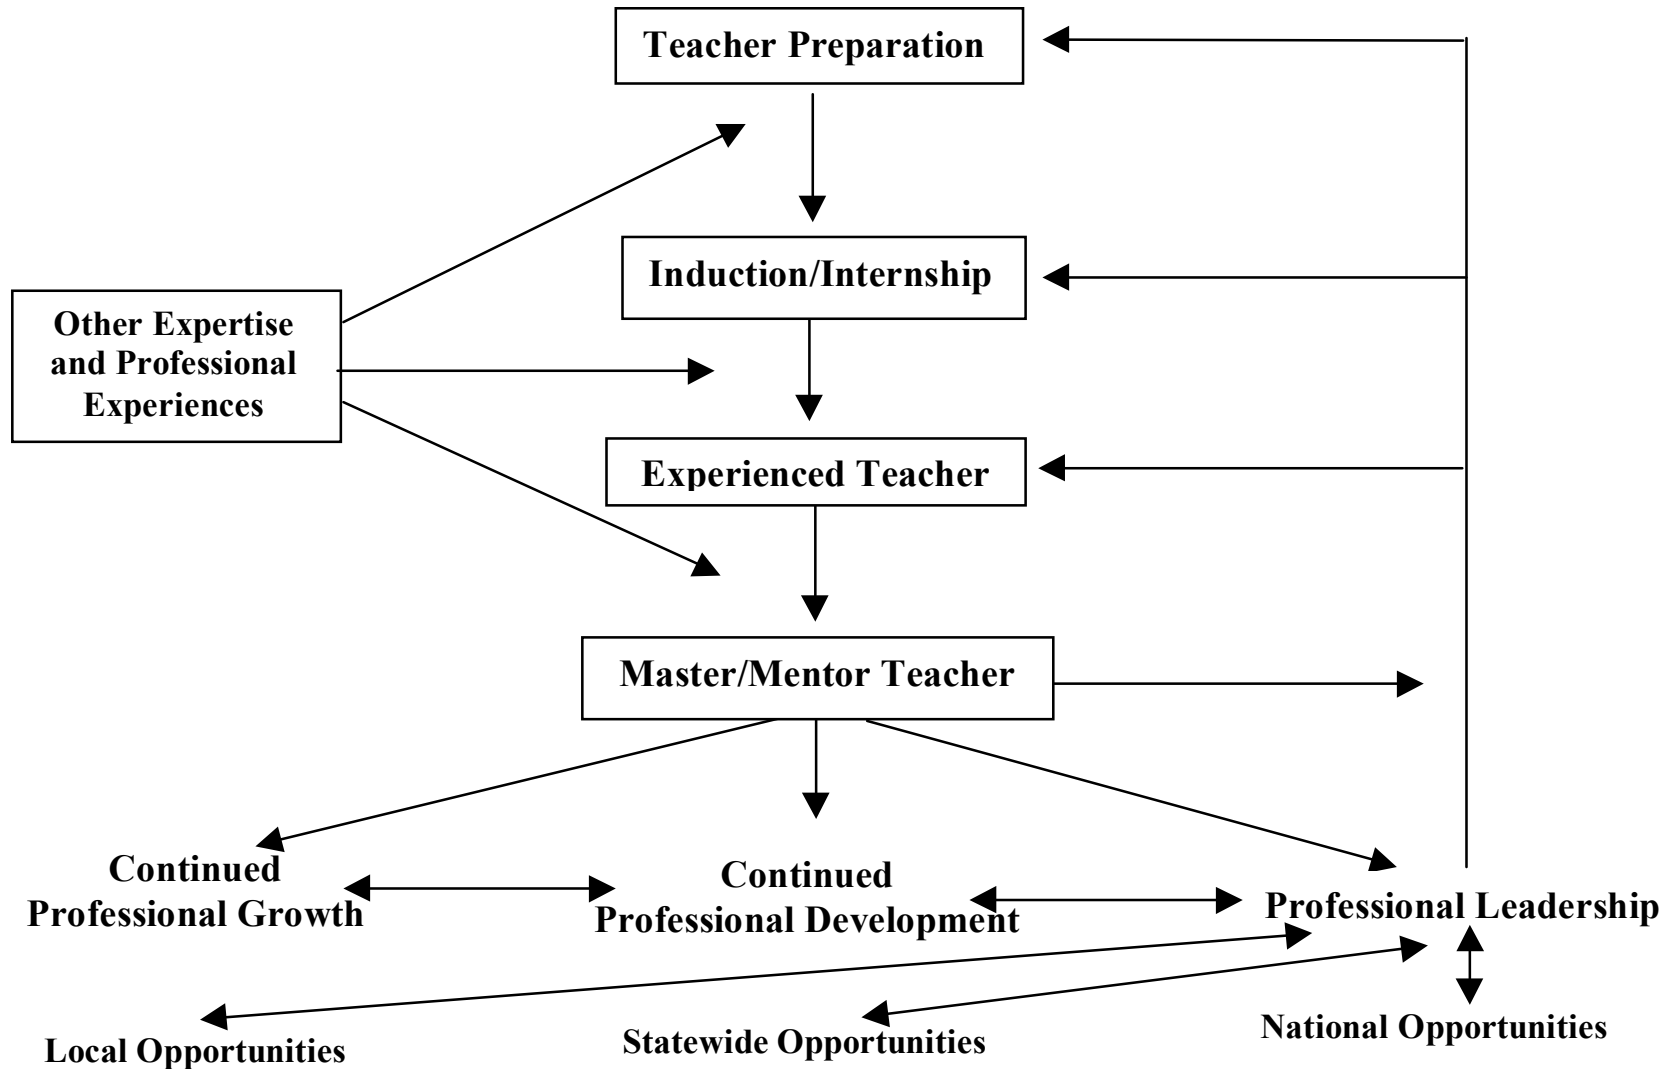 Teacher Preparation
Induction/Internship
Other Expertise
and Professional
Experiences
Experienced Teacher
Master/Mentor Teacher
Continued
Professional Growth
Continued
Professional Development
Professional Leadership
Local Opportunities
Statewide Opportunities
National Opportunities